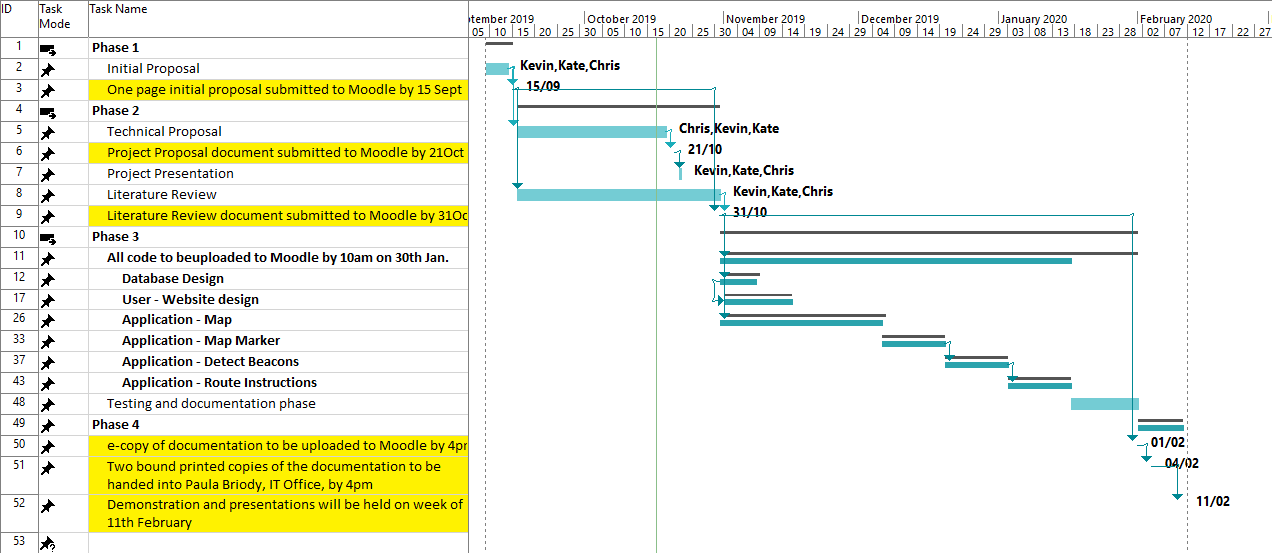 ID Task Mode Task Name
ptember 2019 October 2019 November 2019 December 2019 January 2020 February 2020
05 10 15 20 25 30 05 10 15 20 25 30 04 09 14 19 24 29 04 09 14 19 24 29 03 08 13 18 23 28 02 07 12 17 22 27
1 Phase 1
2 Initial Proposal Kevin,Kate,Chris
3 One page initial proposal submitted to Moodle by 15 Sept 15/09
4 Phase 2
5 Technical Proposal Chris,Kevin,Kate
6 Project Proposal document submitted to Moodle by 21Oct 21/10
7 Project Presentation Kevin,Kate,Chris
8 Literature Review Kevin,Kate,Chris
9 Literature Review document submitted to Moodle by 31Oc 31/10
10 Phase 3
11 All code to beuploaded to Moodle by 10am on 30th Jan.
12 Database Design
17 User - Website design
26 Application - Map
33 Application - Map Marker
37 Application - Detect Beacons
43 Application - Route Instructions
48 Testing and documentation phase
49 Phase 4
50 e-copy of documentation to be uploaded to Moodle by 4pm 01/02
51 Two bound printed copies of the documentation to be 04/02
handed into Paula Briody, IT Office, by 4pm
52 Demonstration and presentations will be held on week of 11/02
11th February
53